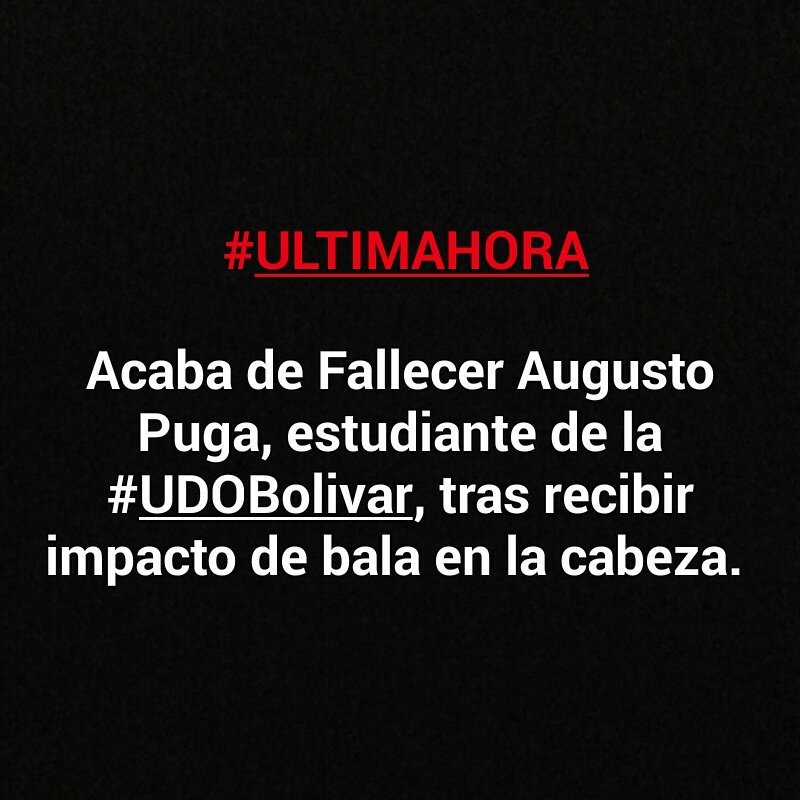 #ULTIMAHORA
Acaba de Fallecer Augusto
Puga, estudiante de la
#UDOBolivar, tras recibir
impacto de bala en la cabeza.